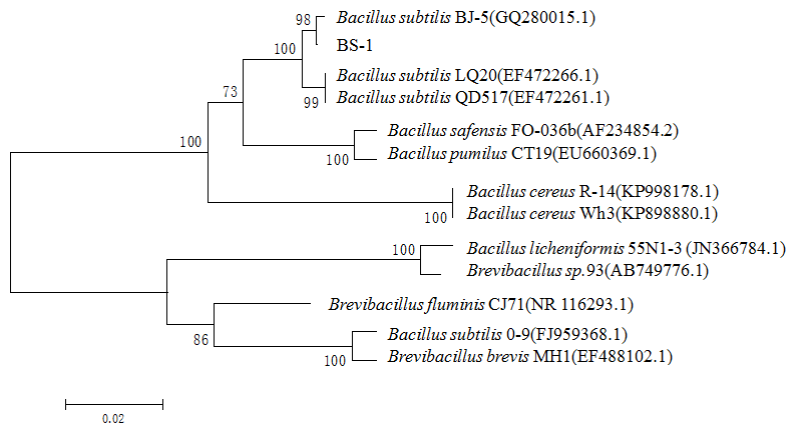 98
Bacillus subtilis BJ-5(GQ280015.1)
100
BS-1
73
Bacillus subtilis LQ20(EF472266.1)
99
Bacillus subtilis QD517(EF472261.1)
100
Bacillus safensis FO-036b(AF234854.2)
100
Bacillus pumilus CT19(EU660369.1)
Bacillus cereus R-14(KP998178.1)
100
Bacillus cereus Wh3(KP898880.1)
100
Bacillus licheniformis 55N1-3 (JN366784.1)
Brevibacillus sp.93(AB749776.1)
Brevibacillus fluminis CJ71(NR 116293.1)
86
Bacillus subtilis 0-9(FJ959368.1)
100
Brevibacillus brevis MH1(EF488102.1)
0.02